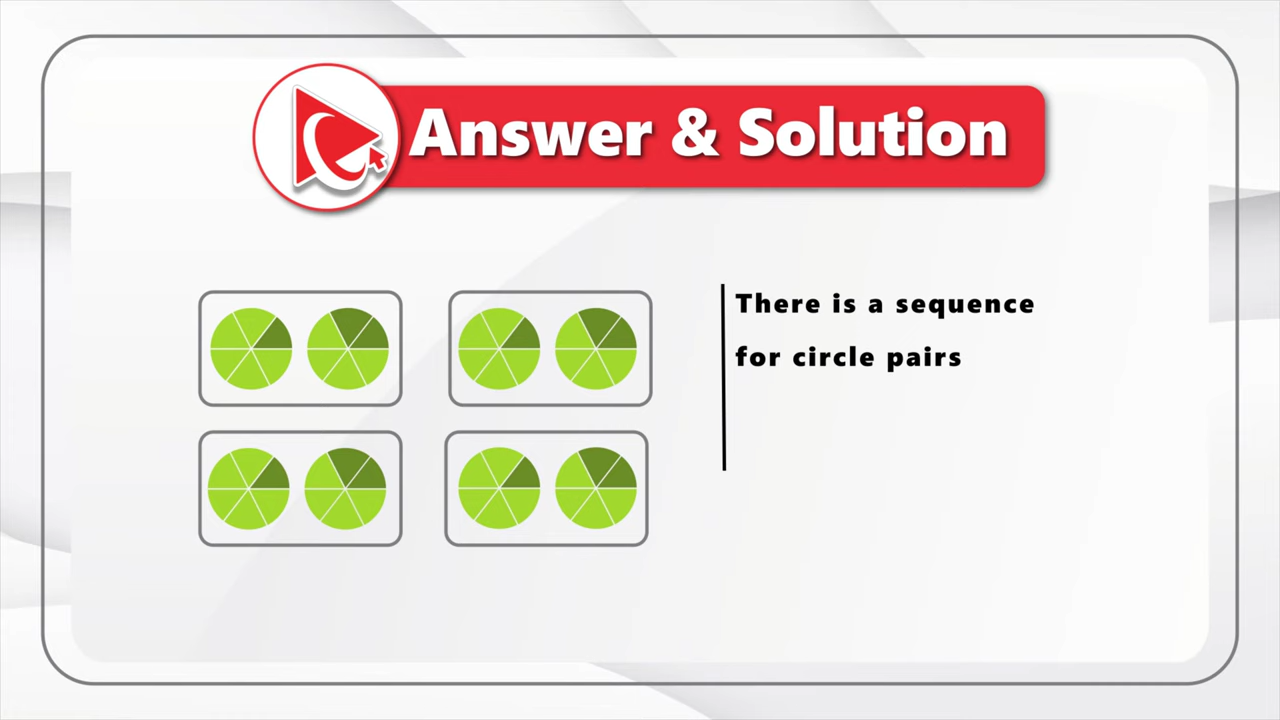 Answer & Solution
There is a sequence
for circle pairs